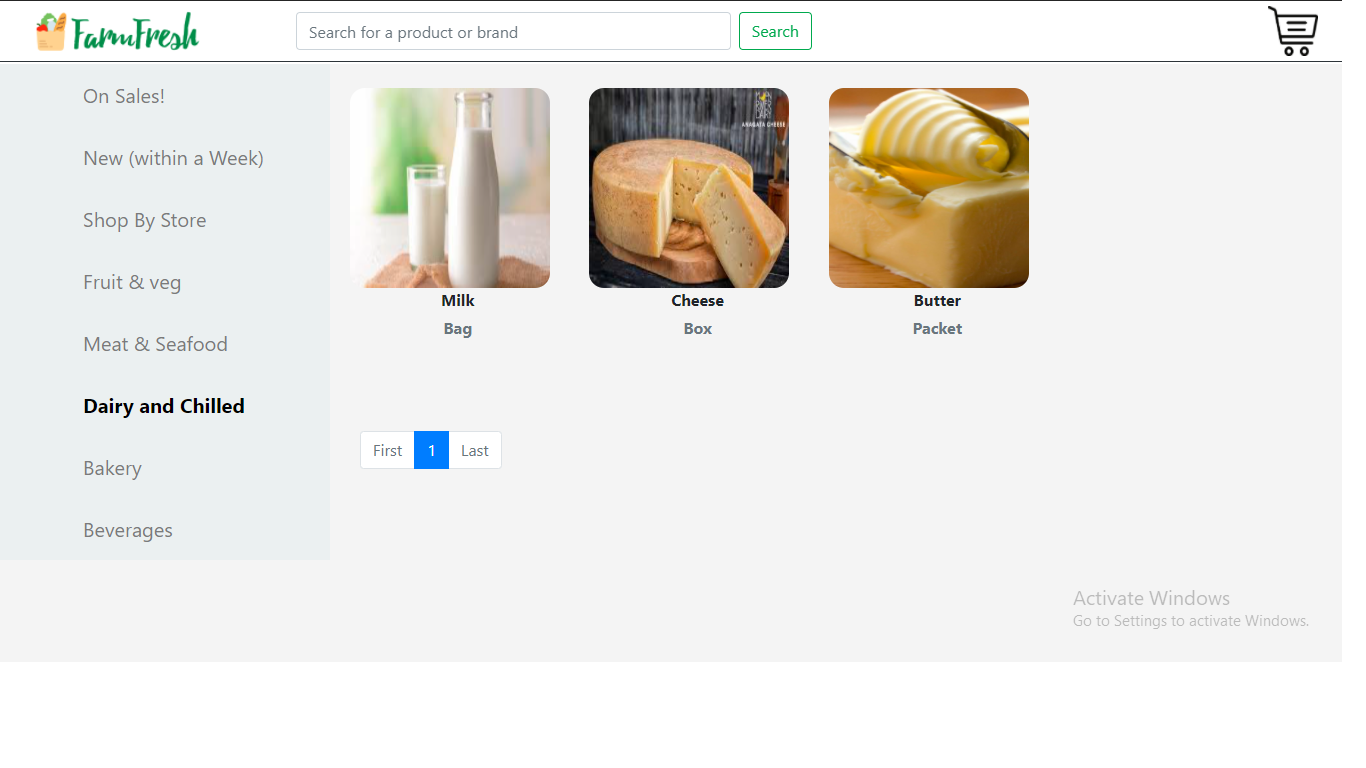 FarmFresh
Search for a product or brand
Search
On Sales!
New (within a Week)
Shop By Store
Fruit & veg
Meat & Seafood
Dairy and Chilled
Bakery
Beverages
ANAGATA CHEESE
Milk
Cheese
Butter
Bag
Box
Packet
First
1
Last
Activate Windows
Go to Settings to activate Windows.